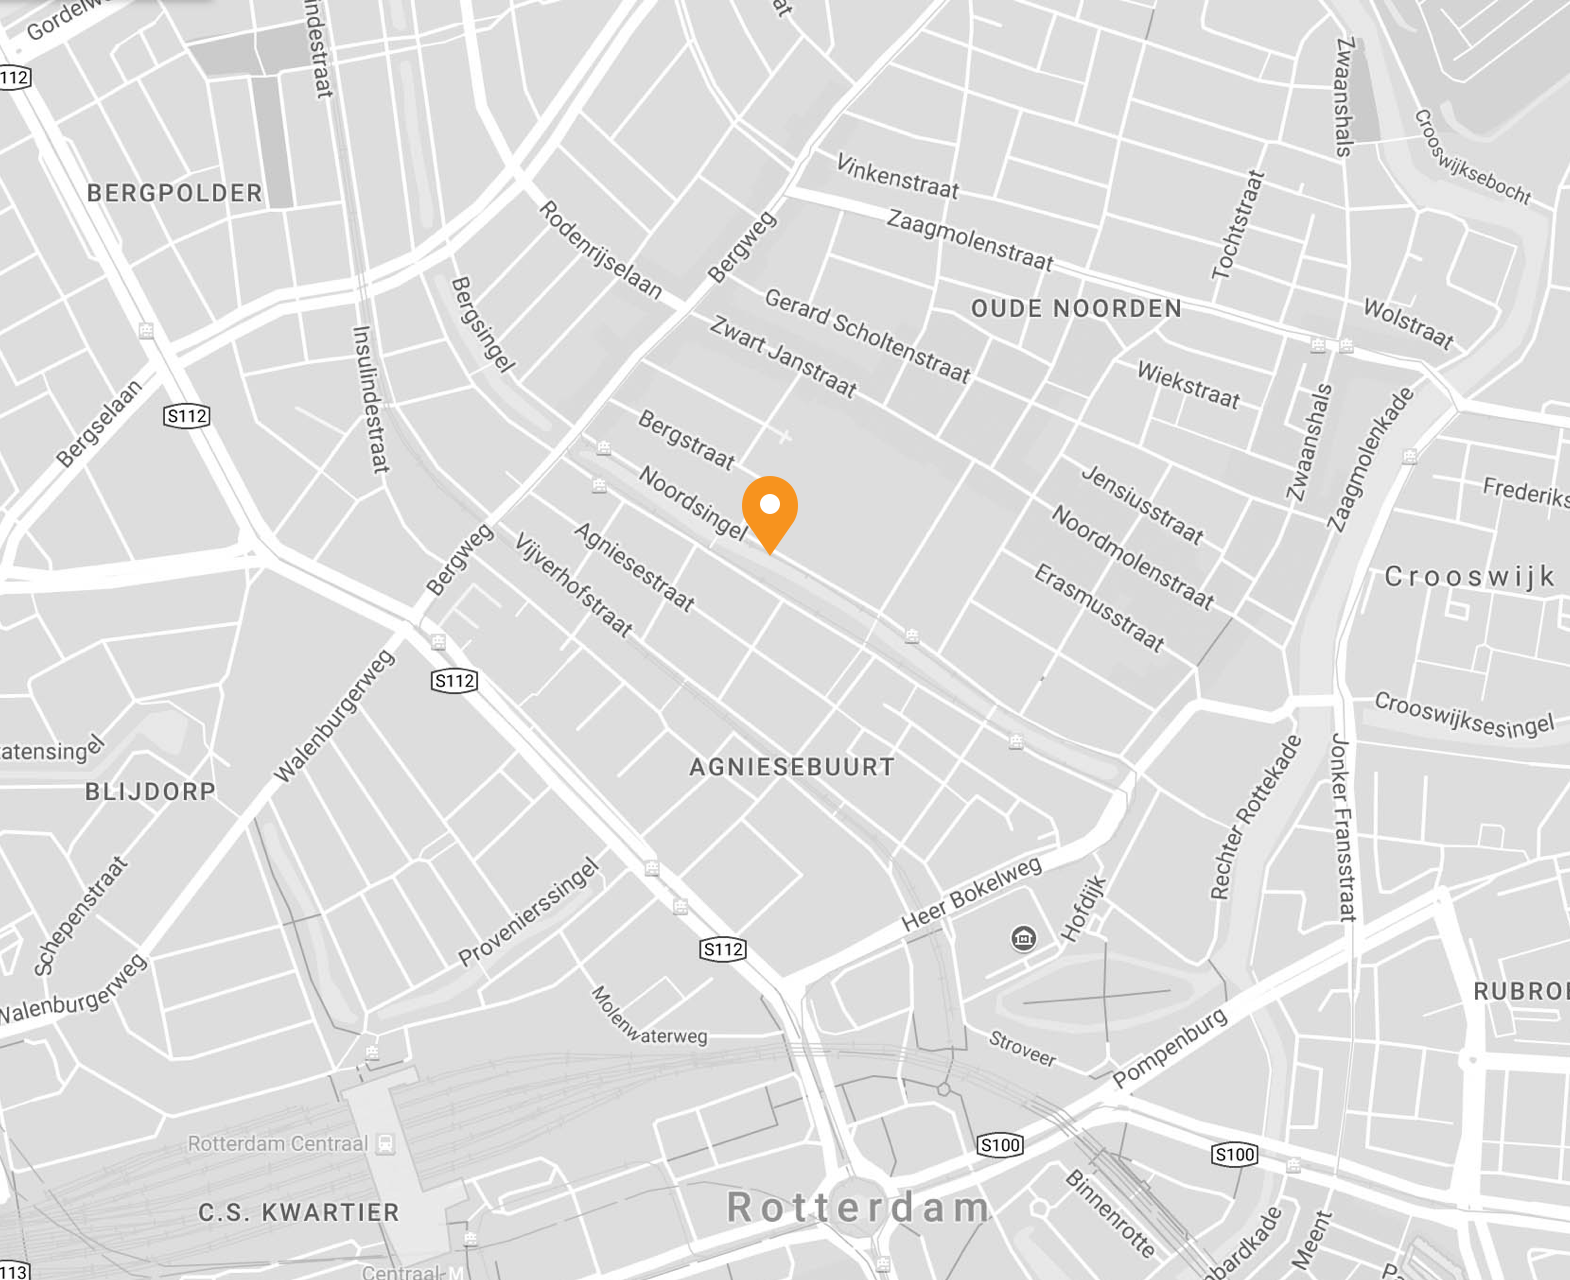 indestraat
112
Zwaanshals
Crooswijksebocht
Vinkenstraat
BERGPOLDER
Tochtstraat
Rodenrijselaan
Bergweg
Zaagmolenstraat
Bergsingel
Gerard Scholtenstraat
OUDE NOORDEN
Wolstraat
Insulindestraat
Zwart Janstraat
Wiekstraat
Bergselaan
S112
Zwaanshals
Zaagmolenkade
Bergstraat
Noordsingel
Jensiusstraat
Frederiks
Bergweg
Vijverhofstraat
Agniesestraat
Noordmolenstraat
Erasmusstraat
Crooswijk
Walenburgerweg
S112
Crooswijksesingel
atensingel
AGNIESEBUURT
BLIJDORP
Rechter Rottekade
Jonker Fransstraat
Schepenstraat
Provenierssingel
Heer Bokelweg
Hofdijk
S112
Walenburgerweg
RUBROE
Molenwaterweg
Stroveer
Pompenburg
Rotterdam Centraal
S100
S100
C.S. KWARTIER
Rotterdam
Binnenrotte
Meent
bardkade
113
Centraal
M